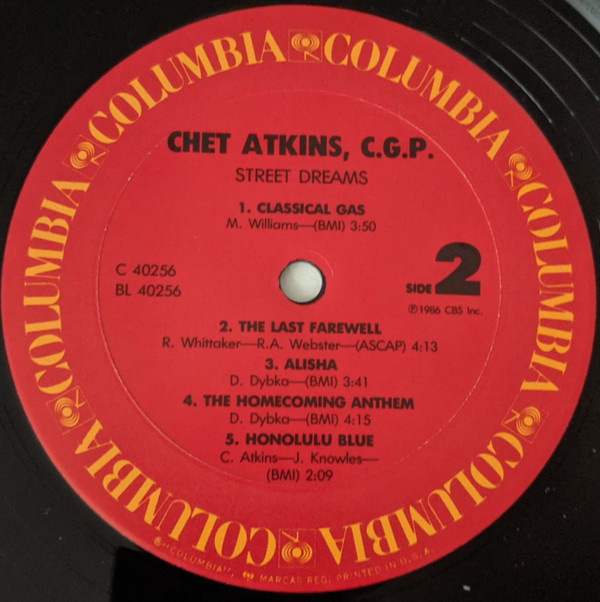 COLUMBIA COLUMBIA COLUMBIA COLUMBIA COLUMBIA COLUMBIA COLUMBIA COLUMBIA
CHET ATKINS, C.G.P.
STREET DREAMS
1. CLASSICAL GAS
M. Williams—(BMI) 3:50
C 40256
BL 40256
SIDE 2
℗1986 CBS Inc.
2. THE LAST FAREWELL
R. Whittaker—R.A. Webster—(ASCAP) 4:13
3. ALISHA
D. Dybka—(BMI) 3:41
4. THE HOMECOMING ANTHEM
D. Dybka—(BMI) 4:15
5. HONOLULU BLUE
C. Atkins—J. Knowles—
(BMI) 2:09
"COLUMBIA", MARCAS REG. PRINTED IN U.S.A.